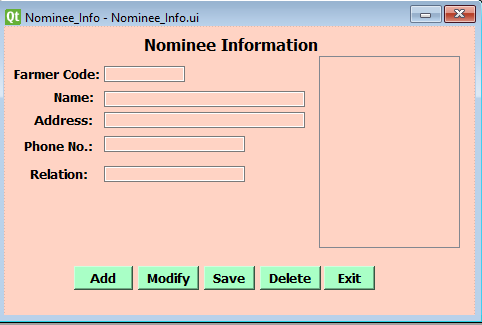 Qt Nominee_Info - Nominee_Info.ui
Nominee Information
Farmer Code:
Name:
Address:
Phone No.:
Relation:
Add Modify Save Delete Exit